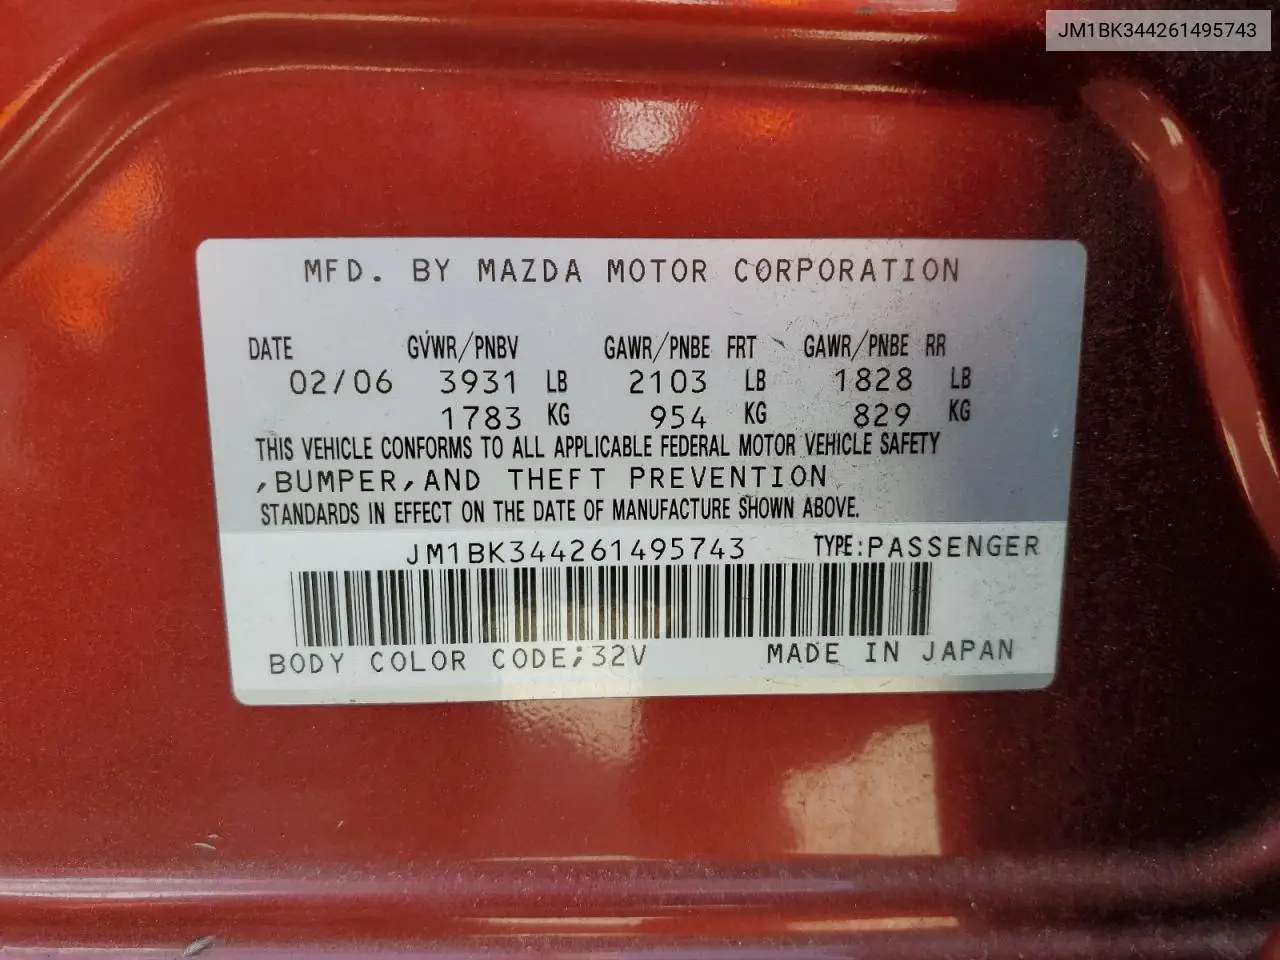 JM1BK344261495743
MFD. BY MAZDA MOTOR CORPORATION
DATE GVWR/PNBV GAWR/PNBE FRT GAWR/PNBE RR
02/06 3931 LB 2103 LB 1828 LB
1783 KG 954 KG 829 KG
THIS VEHICLE CONFORMS TO ALL APPLICABLE FEDERAL MOTOR VEHICLE SAFETY
,BUMPER,AND THEFT PREVENTION
STANDARDS IN EFFECT ON THE DATE OF MANUFACTURE SHOWN ABOVE.
JM1BK344261495743 TYPE:PASSENGER
BODY COLOR CODE;32V MADE IN JAPAN